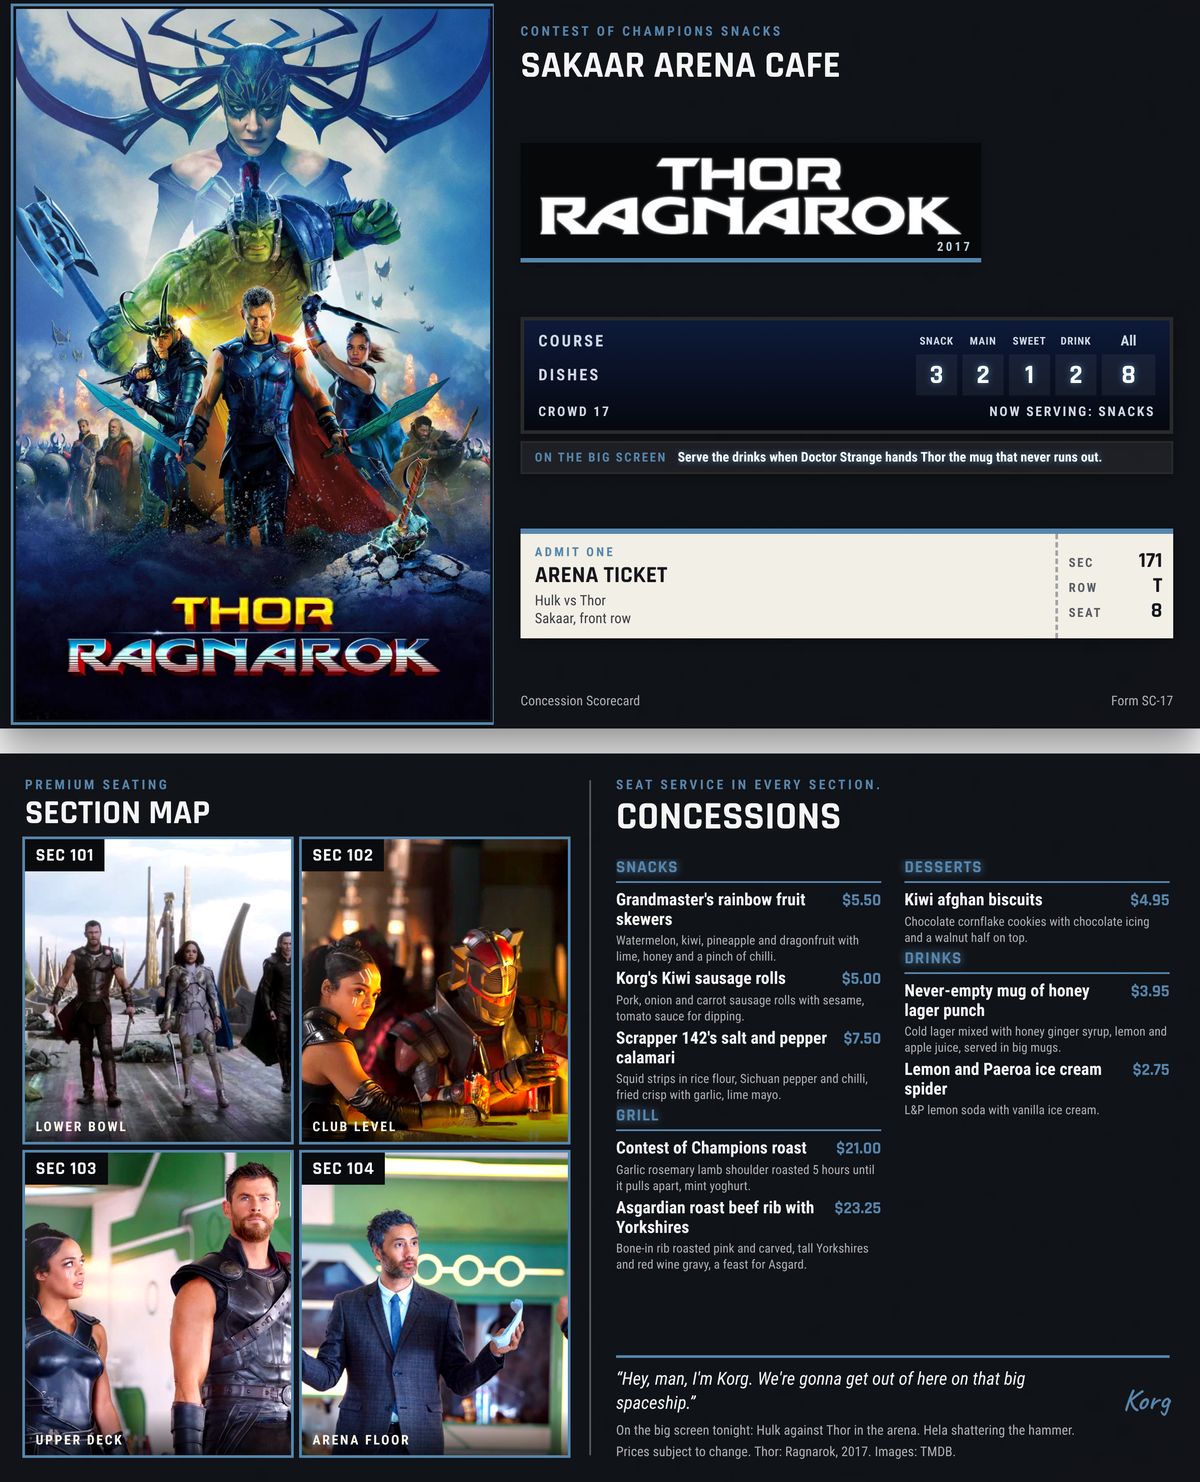 THOR
RAGNAROK
CONTEST OF CHAMPIONS SNACKS
SAKAAR ARENA CAFE
THOR
RAGNAROK
2017
COURSE SNACK MAIN SWEET DRINK All
DISHES 3 2 1 2 8
CROWD 17 NOW SERVING: SNACKS
ON THE BIG SCREEN Serve the drinks when Doctor Strange hands Thor the mug that never runs out.
ADMIT ONE
ARENA TICKET
Hulk vs Thor
Sakaar, front row
SEC 171
ROW T
SEAT 8
Concession Scorecard Form SC-17
PREMIUM SEATING
SECTION MAP
SEC 101
LOWER BOWL
SEC 102
CLUB LEVEL
SEC 103
UPPER DECK
SEC 104
ARENA FLOOR
SEAT SERVICE IN EVERY SECTION.
CONCESSIONS
SNACKS
Grandmaster's rainbow fruit $5.50
skewers
Watermelon, kiwi, pineapple and dragonfruit with
lime, honey and a pinch of chilli.
Korg's Kiwi sausage rolls $5.00
Pork, onion and carrot sausage rolls with sesame,
tomato sauce for dipping.
Scrapper 142's salt and pepper $7.50
calamari
Squid strips in rice flour, Sichuan pepper and chilli,
fried crisp with garlic, lime mayo.
GRILL
Contest of Champions roast $21.00
Garlic rosemary lamb shoulder roasted 5 hours until
it pulls apart, mint yoghurt.
Asgardian roast beef rib with $23.25
Yorkshires
Bone-in rib roasted pink and carved, tall Yorkshires
and red wine gravy, a feast for Asgard.
DESSERTS
Kiwi afghan biscuits $4.95
Chocolate cornflake cookies with chocolate icing
and a walnut half on top.
DRINKS
Never-empty mug of honey $3.95
lager punch
Cold lager mixed with honey ginger syrup, lemon and
apple juice, served in big mugs.
Lemon and Paeroa ice cream $2.75
spider
L&P lemon soda with vanilla ice cream.
“Hey, man, I'm Korg. We're gonna get out of here on that big
spaceship.”
Korg
On the big screen tonight: Hulk against Thor in the arena. Hela shattering the hammer.
Prices subject to change. Thor: Ragnarok, 2017. Images: TMDB.